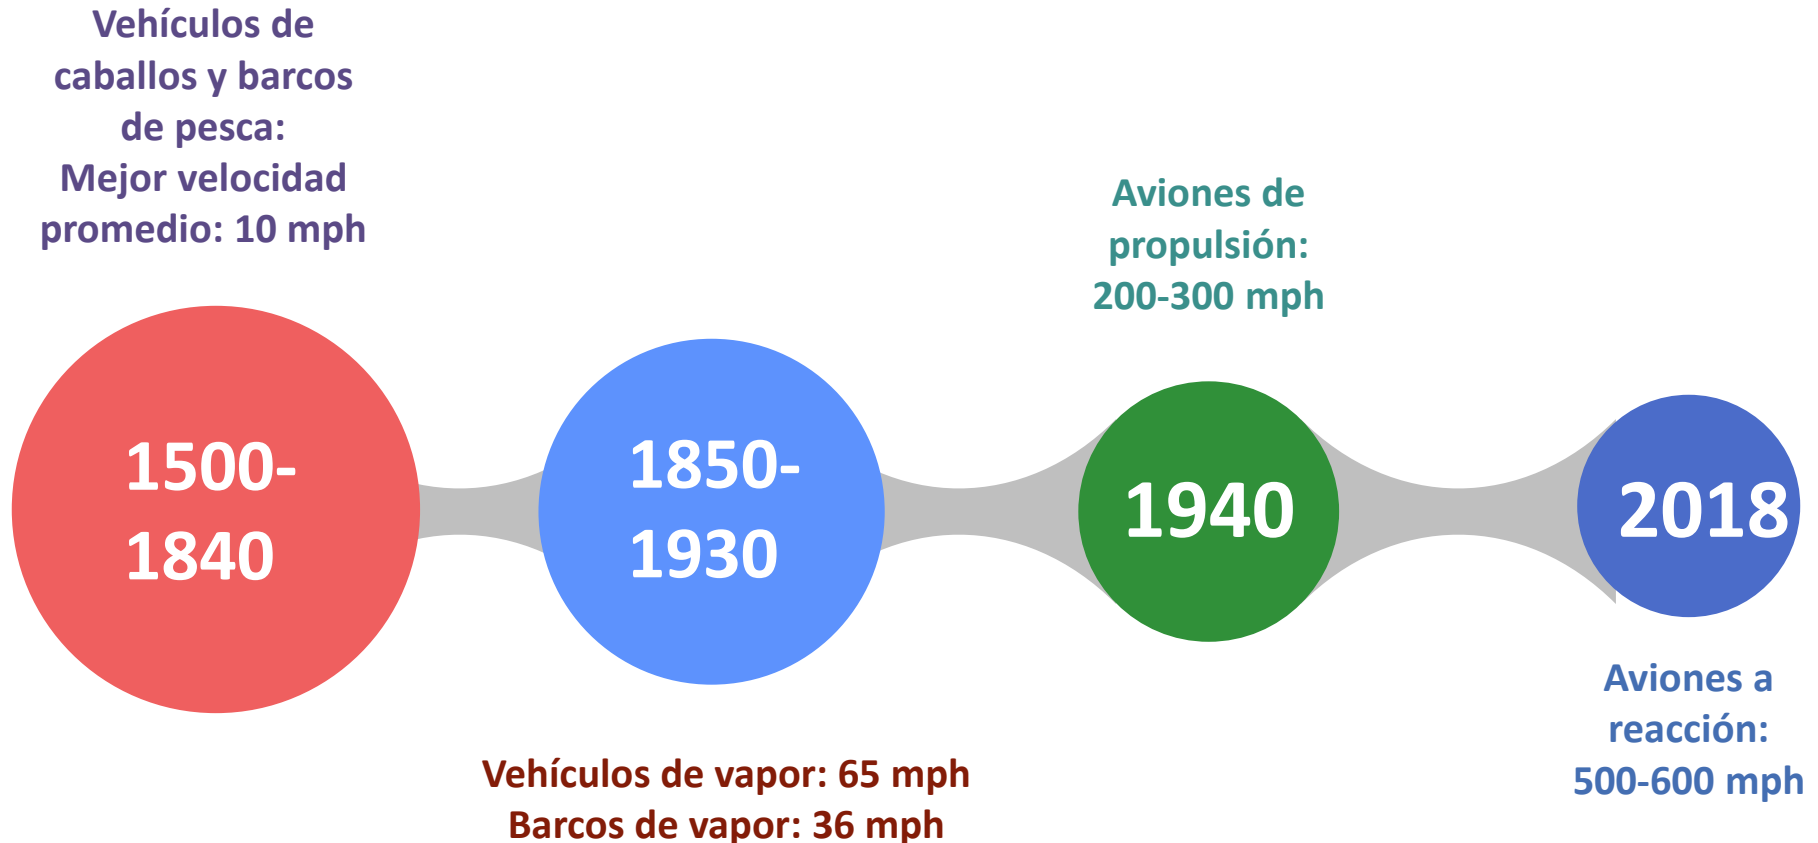 Vehículos de
caballos y barcos
de pesca:
Mejor velocidad
promedio: 10 mph
1500-
1840
1850-
1930
Vehículos de vapor: 65 mph
Barcos de vapor: 36 mph
Aviones de
propulsión:
200-300 mph
1940
2018
Aviones a
reacción:
500-600 mph